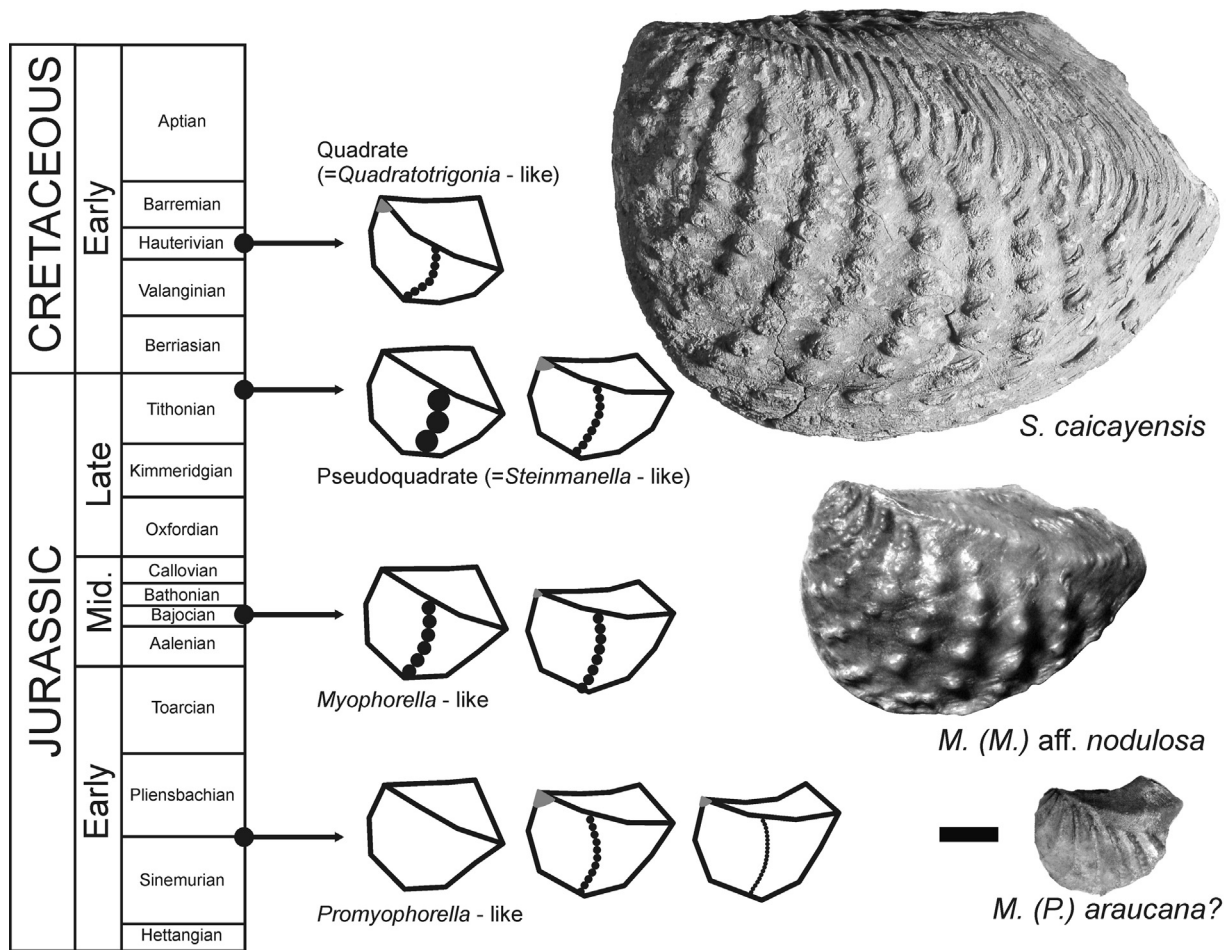 CRETACEOUS
Early
Aptian
Barremian
Hauterivian
Valanginian
Berriasian
JURASSIC
Late
Tithonian
Kimmeridgian
Oxfordian
Mid.
Callovian
Bathonian
Bajocian
Aalenian
Early
Toarcian
Pliensbachian
Sinemurian
Hettangian
Quadrate
(=Quadratotrigonia - like)
Pseudoquadrate (=Steinmanella - like)
Myophorella - like
Promyophorella - like
S. caicayensis
M. (M.) aff. nodulosa
M. (P.) araucana?